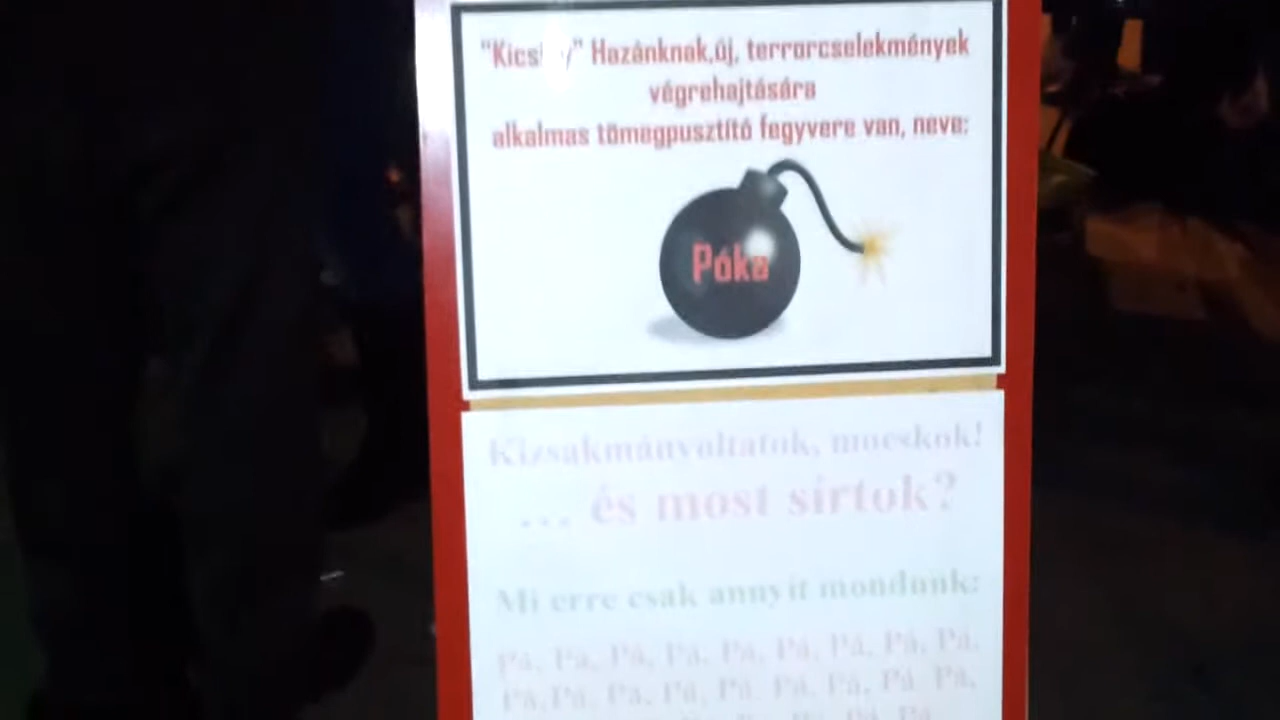 "Kicsiny" Hazánknak,új, terrorcselekmények
végrehajtására
alkalmas tömegpusztító fegyvere van, neve:
Póka
Kizsákmányoltatok, mocskok!
... és most sírtok?
Mi erre csak annyit mondunk:
Pá, Pá, Pá, Pá, Pá, Pá, Pá, Pá, Pá,
Pá,Pá, Pá, Pá, Pá, Pá, Pá, Pá, Pá,